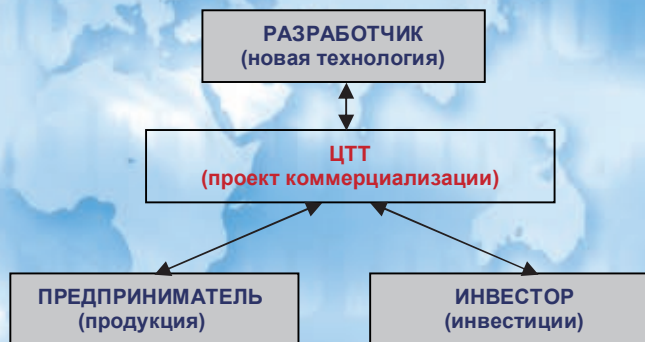 РАЗРАБОТЧИК
(новая технология)
ЦТТ
(проект коммерциализации)
ПРЕДПРИНИМАТЕЛЬ
(продукция)
ИНВЕСТОР
(инвестиции)